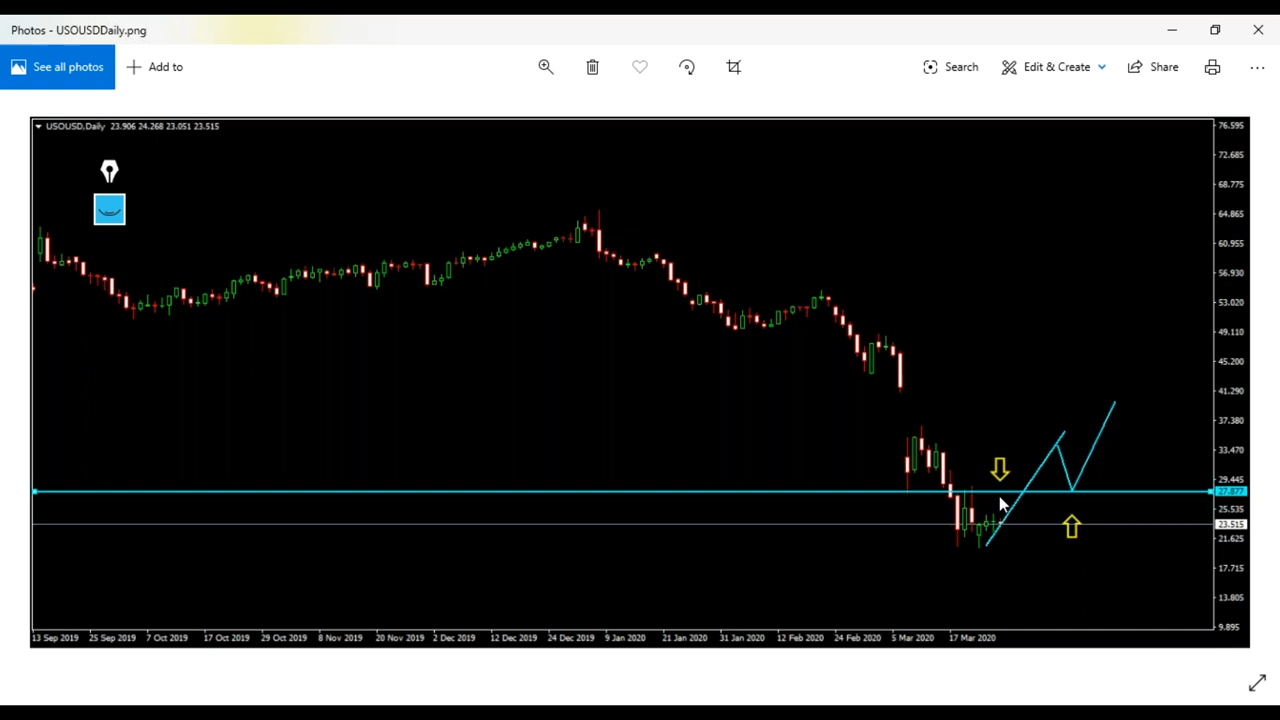 Photos - USOUSDDaily.png
See all photos
Add to
Search
Edit & Create
Share
USOUSD,Daily 23.906 24.268 23.051 23.515
76.595
72.685
68.775
64.865
60.955
56.930
53.020
49.110
45.200
41.290
37.380
33.470
29.445
27.877
25.535
23.515
21.625
17.715
13.805
9.895
13 Sep 2019 25 Sep 2019 7 Oct 2019 17 Oct 2019 29 Oct 2019 8 Nov 2019 20 Nov 2019 2 Dec 2019 12 Dec 2019 24 Dec 2019 9 Jan 2020 21 Jan 2020 31 Jan 2020 12 Feb 2020 24 Feb 2020 5 Mar 2020 17 Mar 2020